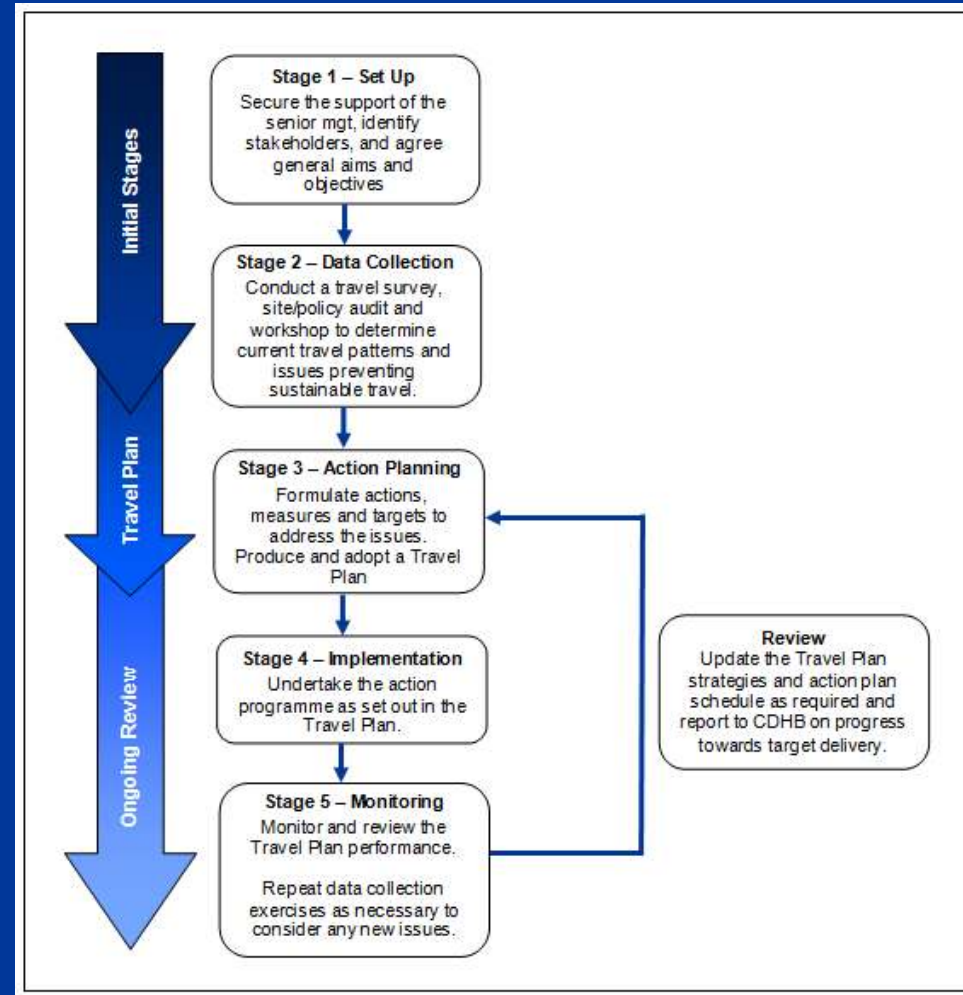 Initial Stages
Travel Plan
Ongoing Review
Stage 1 – Set Up
Secure the support of the
senior mgt, identify
stakeholders, and agree
general aims and
objectives
Stage 2 – Data Collection
Conduct a travel survey,
site/policy audit and
workshop to determine
current travel patterns and
issues preventing
sustainable travel.
Stage 3 – Action Planning
Formulate actions,
measures and targets to
address the issues.
Produce and adopt a Travel
Plan
Stage 4 – Implementation
Undertake the action
programme as set out in the
Travel Plan.
Stage 5 – Monitoring
Monitor and review the
Travel Plan performance.
Repeat data collection
exercises as necessary to
consider any new issues.
Review
Update the Travel Plan
strategies and action plan
schedule as required and
report to CDHB on progress
towards target delivery.